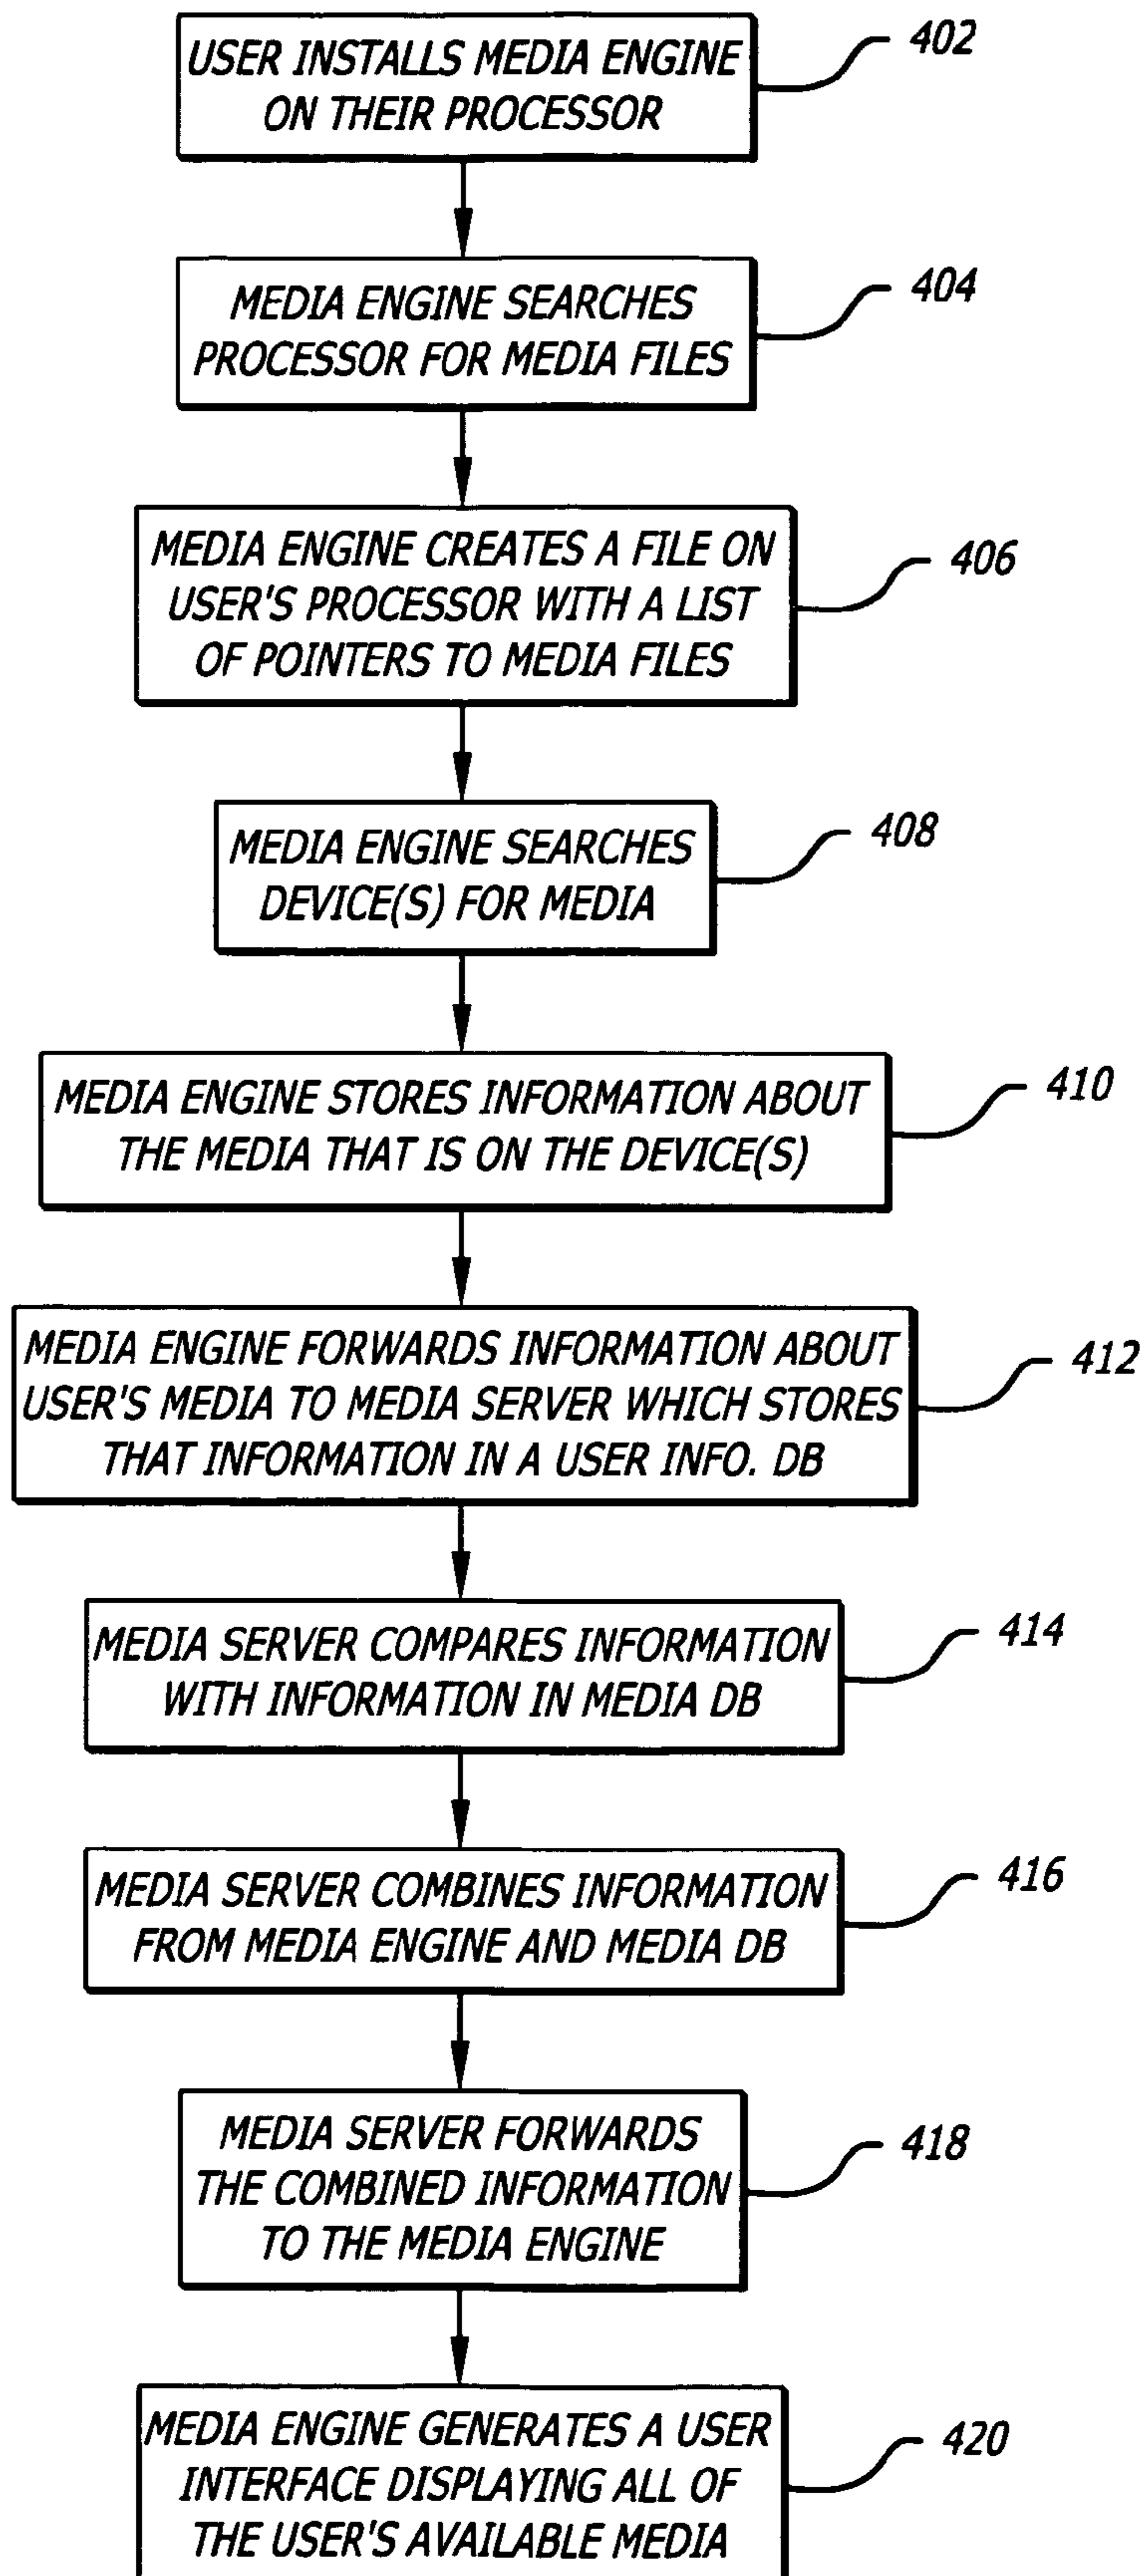 USER INSTALLS MEDIA ENGINE
ON THEIR PROCESSOR
402
MEDIA ENGINE SEARCHES
PROCESSOR FOR MEDIA FILES
404
MEDIA ENGINE CREATES A FILE ON
USER'S PROCESSOR WITH A LIST
OF POINTERS TO MEDIA FILES
406
MEDIA ENGINE SEARCHES
DEVICE(S) FOR MEDIA
408
MEDIA ENGINE STORES INFORMATION ABOUT
THE MEDIA THAT IS ON THE DEVICE(S)
410
MEDIA ENGINE FORWARDS INFORMATION ABOUT
USER'S MEDIA TO MEDIA SERVER WHICH STORES
THAT INFORMATION IN A USER INFO. DB
412
MEDIA SERVER COMPARES INFORMATION
WITH INFORMATION IN MEDIA DB
414
MEDIA SERVER COMBINES INFORMATION
FROM MEDIA ENGINE AND MEDIA DB
416
MEDIA SERVER FORWARDS
THE COMBINED INFORMATION
TO THE MEDIA ENGINE
418
MEDIA ENGINE GENERATES A USER
INTERFACE DISPLAYING ALL OF
THE USER'S AVAILABLE MEDIA
420